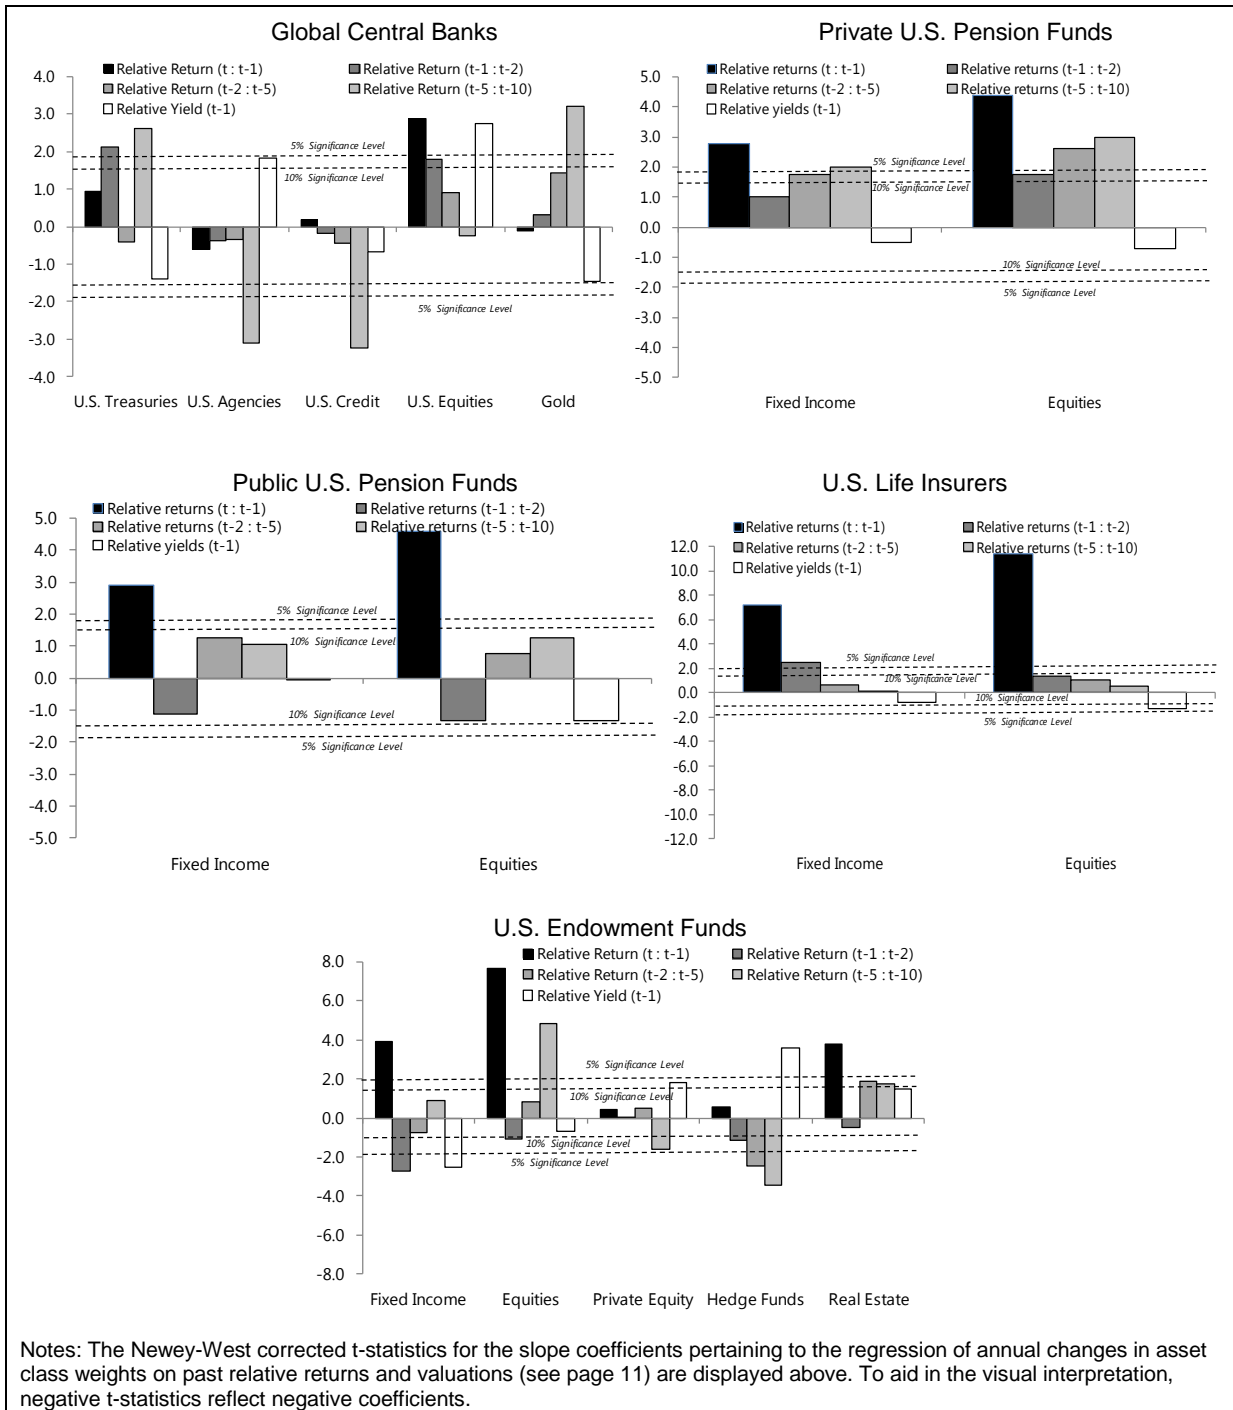 Global Central Banks
Relative Return (t : t-1)
Relative Return (t-1 : t-2)
Relative Return (t-2 : t-5)
Relative Return (t-5 : t-10)
Relative Yield (t-1)
4.0
3.0
2.0
1.0
0.0
-1.0
-2.0
-3.0
-4.0
5% Significance Level
10% Significance Level
5% Significance Level
U.S. Treasuries U.S. Agencies U.S. Credit U.S. Equities Gold
Private U.S. Pension Funds
Relative returns (t : t-1)
Relative returns (t-1 : t-2)
Relative returns (t-2 : t-5)
Relative returns (t-5 : t-10)
Relative yields (t-1)
5.0
4.0
3.0
2.0
1.0
0.0
-1.0
-2.0
-3.0
-4.0
-5.0
5% Significance Level
10% Significance Level
10% Significance Level
5% Significance Level
Fixed Income Equities
Public U.S. Pension Funds
Relative returns (t : t-1)
Relative returns (t-1 : t-2)
Relative returns (t-2 : t-5)
Relative returns (t-5 : t-10)
Relative yields (t-1)
5.0
4.0
3.0
2.0
1.0
0.0
-1.0
-2.0
-3.0
-4.0
-5.0
5% Significance Level
10% Significance Level
10% Significance Level
5% Significance Level
Fixed Income Equities
U.S. Life Insurers
Relative returns (t : t-1)
Relative returns (t-1 : t-2)
Relative returns (t-2 : t-5)
Relative returns (t-5 : t-10)
Relative yields (t-1)
12.0
10.0
8.0
6.0
4.0
2.0
0.0
-2.0
-4.0
-6.0
-8.0
-10.0
-12.0
5% Significance Level
10% Significance Level
10% Significance Level
5% Significance Level
Fixed Income Equities
U.S. Endowment Funds
Relative Return (t : t-1)
Relative Return (t-1 : t-2)
Relative Return (t-2 : t-5)
Relative Return (t-5 : t-10)
Relative Yield (t-1)
8.0
6.0
4.0
2.0
0.0
-2.0
-4.0
-6.0
-8.0
5% Significance Level
10% Significance Level
10% Significance Level
5% Significance Level
Fixed Income Equities Private Equity Hedge Funds Real Estate
Notes: The Newey-West corrected t-statistics for the slope coefficients pertaining to the regression of annual changes in asset
class weights on past relative returns and valuations (see page 11) are displayed above. To aid in the visual interpretation,
negative t-statistics reflect negative coefficients.